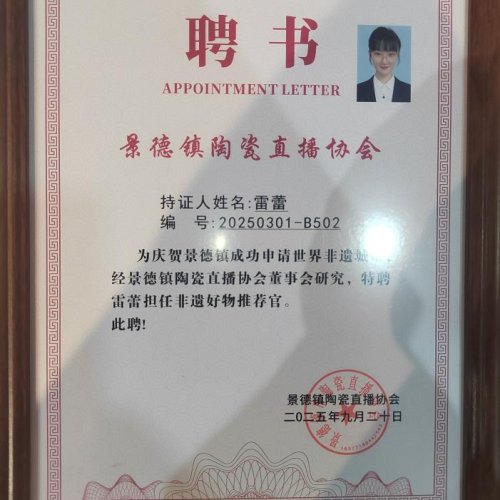 聘书
APPOINTMENT LETTER
景德镇陶瓷直播协会
持证人姓名:雷蕾
编 号:20250301-B502
为庆贺景德镇成功申请世界非遗城
经景德镇陶瓷直播协会董事会研究，特聘
雷蕾担任非遗好物推荐官。
此聘!
景德镇陶瓷直播协会
二〇二五年九月二十日